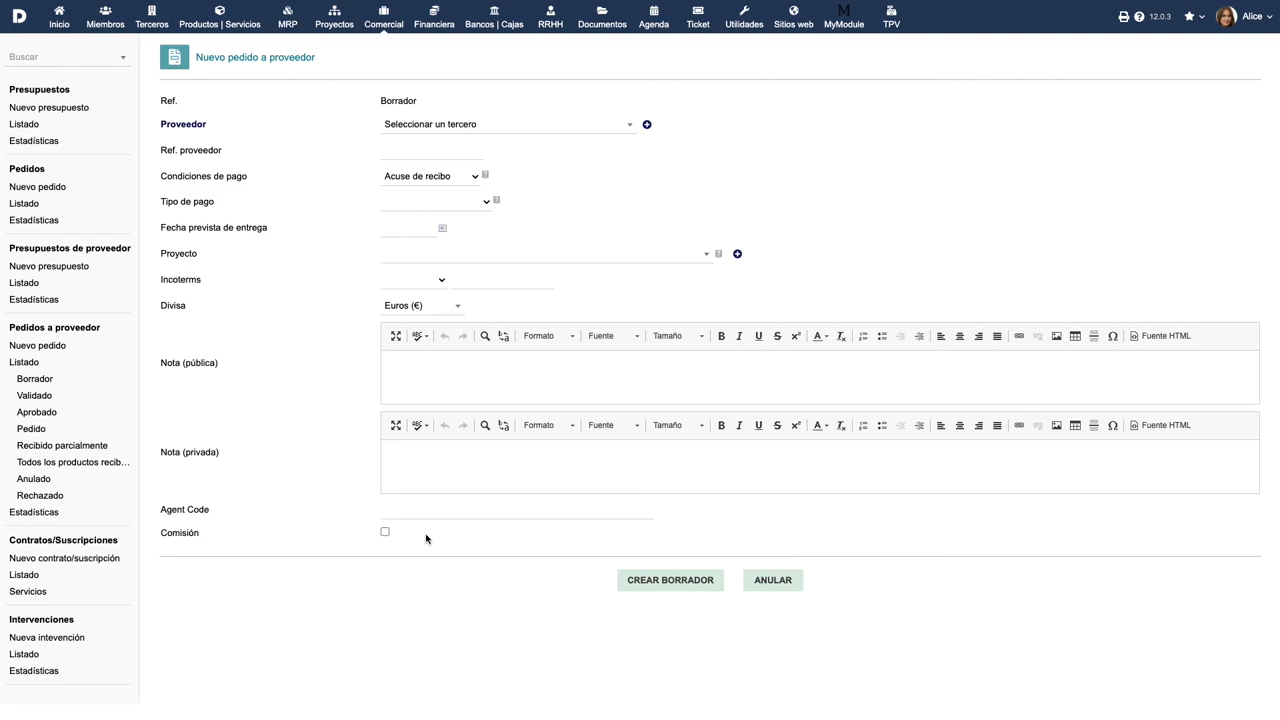 D
Inicio
Miembros
Terceros
Productos | Servicios
MRP
Proyectos
Comercial
Financiera
Bancos | Cajas
RRHH
Documentos
Agenda
Ticket
Utilidades
Sitios web
M
MyModule
TPV
12.0.3
Alice
Buscar
Presupuestos
Nuevo presupuesto
Listado
Estadísticas
Pedidos
Nuevo pedido
Listado
Estadísticas
Presupuestos de proveedor
Nuevo presupuesto
Listado
Estadísticas
Pedidos a proveedor
Nuevo pedido
Listado
Borrador
Validado
Aprobado
Pedido
Recibido parcialmente
Todos los productos recib...
Anulado
Rechazado
Estadísticas
Contratos/Suscripciones
Nuevo contrato/suscripción
Listado
Servicios
Intervenciones
Nueva intevención
Listado
Estadísticas
Nuevo pedido a proveedor
Ref. Borrador
Proveedor Seleccionar un tercero
Ref. proveedor
Condiciones de pago Acuse de recibo
Tipo de pago
Fecha prevista de entrega
Proyecto
Incoterms
Divisa Euros (€)
Formato Fuente Tamaño B I U S x² A Ω Fuente HTML
Nota (pública)
Formato Fuente Tamaño B I U S x² A Ω Fuente HTML
Nota (privada)
Agent Code
Comisión
CREAR BORRADOR ANULAR